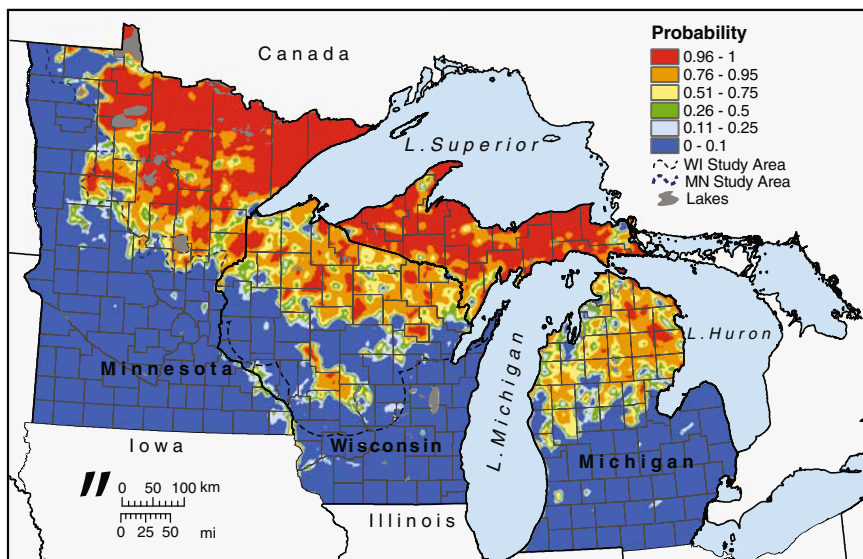 Canada
Probability
0.96 - 1
0.76 - 0.95
0.51 - 0.75
0.26 - 0.5
0.11 - 0.25
0 - 0.1
WI Study Area
MN Study Area
Lakes
L.Superior
L.Huron
L.Michigan
Minnesota
Wisconsin
Michigan
Iowa
Illinois
0 50 100 km
0 25 50 mi